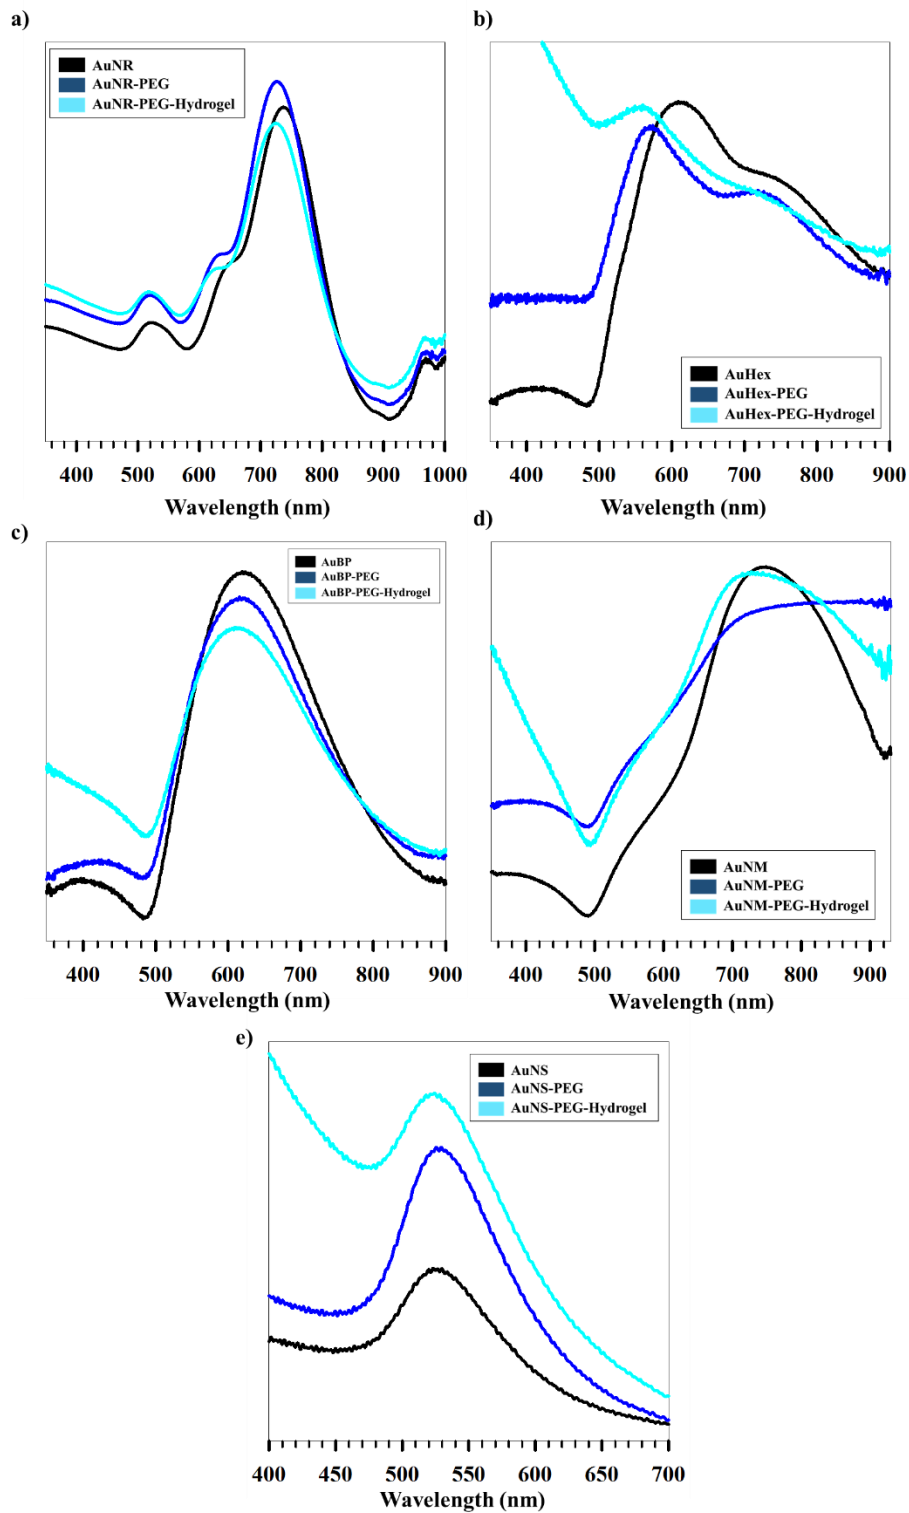 a)
AuNR
AuNR-PEG
AuNR-PEG-Hydrogel
400 500 600 700 800 900 1000
Wavelength (nm)
b)
AuHex
AuHex-PEG
AuHex-PEG-Hydrogel
400 500 600 700 800 900
Wavelength (nm)
c)
AuBP
AuBP-PEG
AuBP-PEG-Hydrogel
400 500 600 700 800 900
Wavelength (nm)
d)
AuNM
AuNM-PEG
AuNM-PEG-Hydrogel
400 500 600 700 800 900
Wavelength (nm)
e)
AuNS
AuNS-PEG
AuNS-PEG-Hydrogel
400 450 500 550 600 650 700
Wavelength (nm)